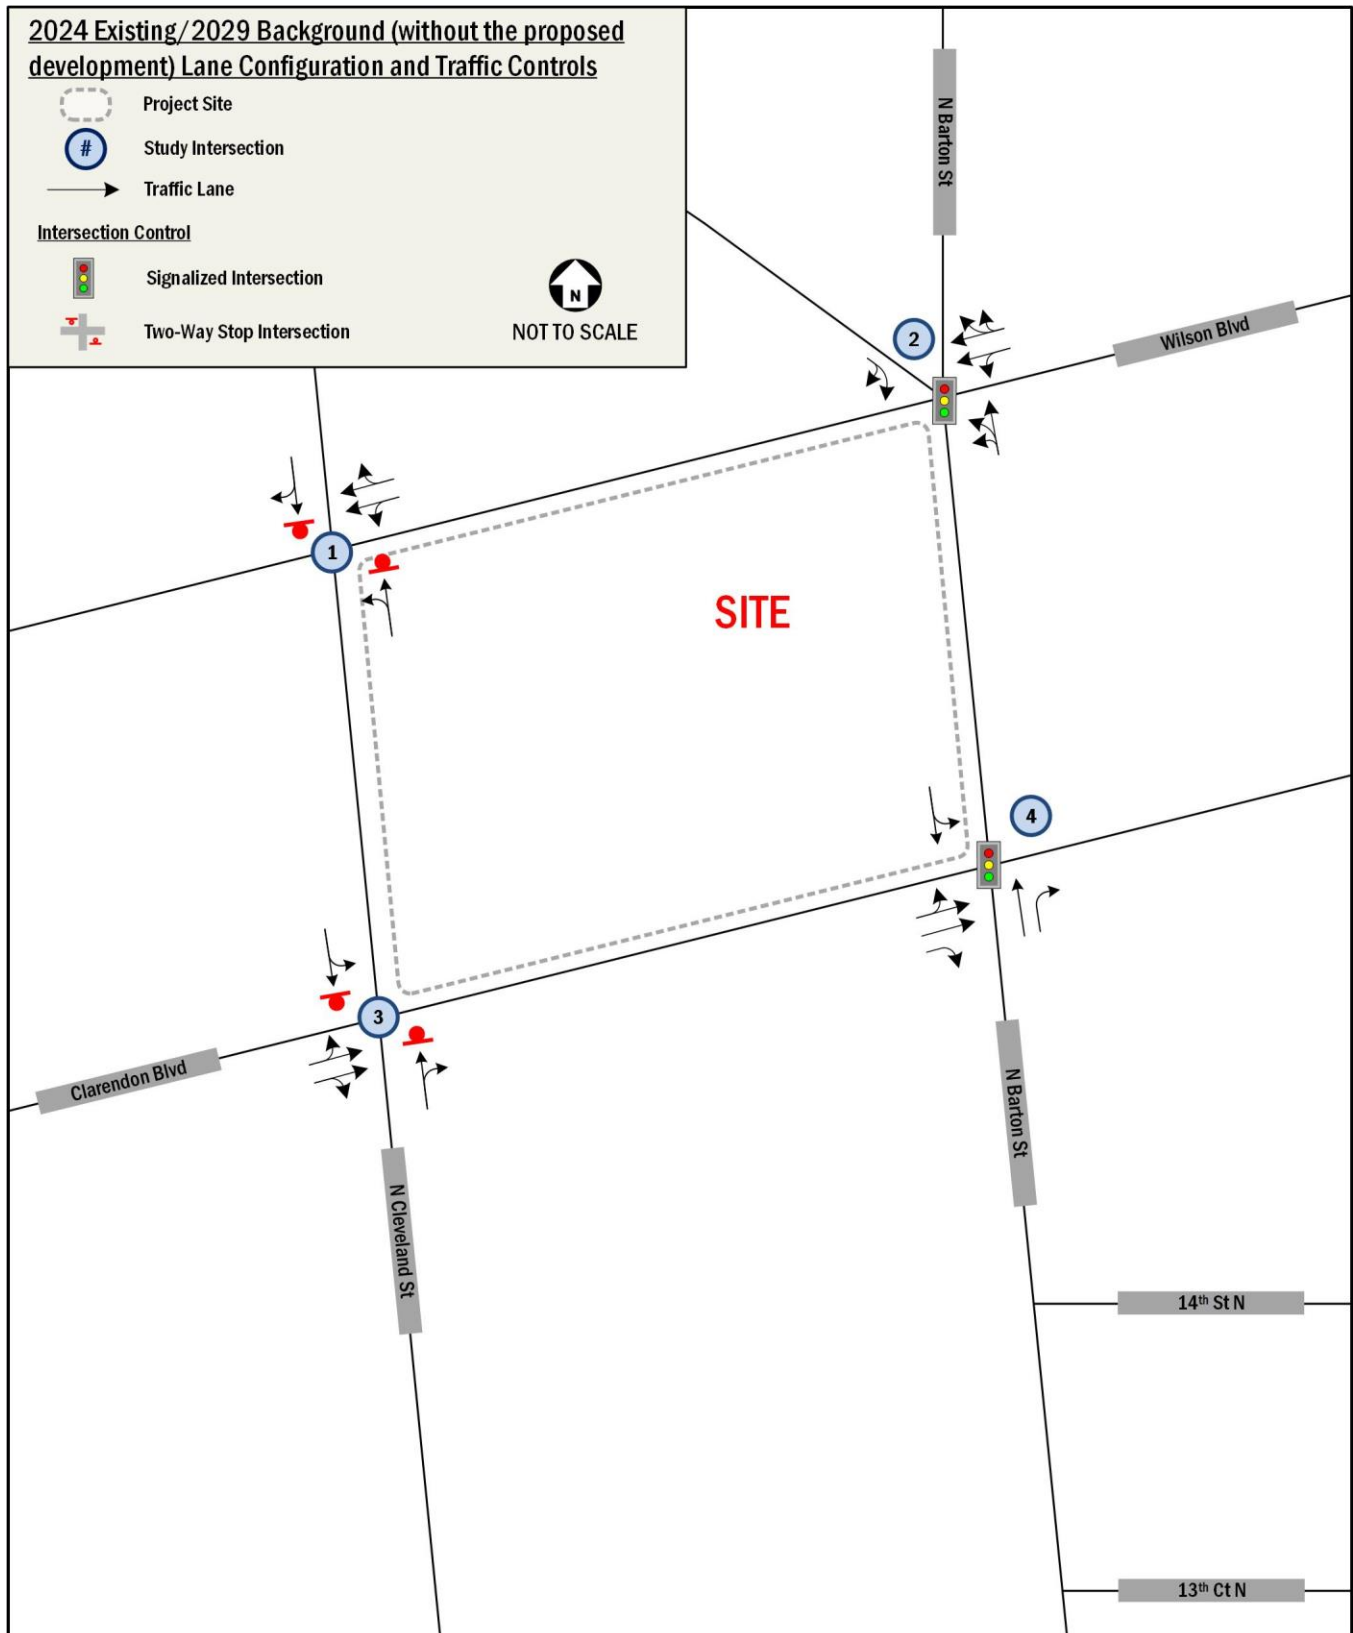 2024 Existing/2029 Background (without the proposed
development) Lane Configuration and Traffic Controls
Project Site
#
Study Intersection
Traffic Lane
Intersection Control
Signalized Intersection
N
Two-Way Stop Intersection
NOT TO SCALE
N Barton St
2
Wilson Blvd
1
SITE
4
3
Clarendon Blvd
N Barton St
N Cleveland St
14th St N
13th Ct N